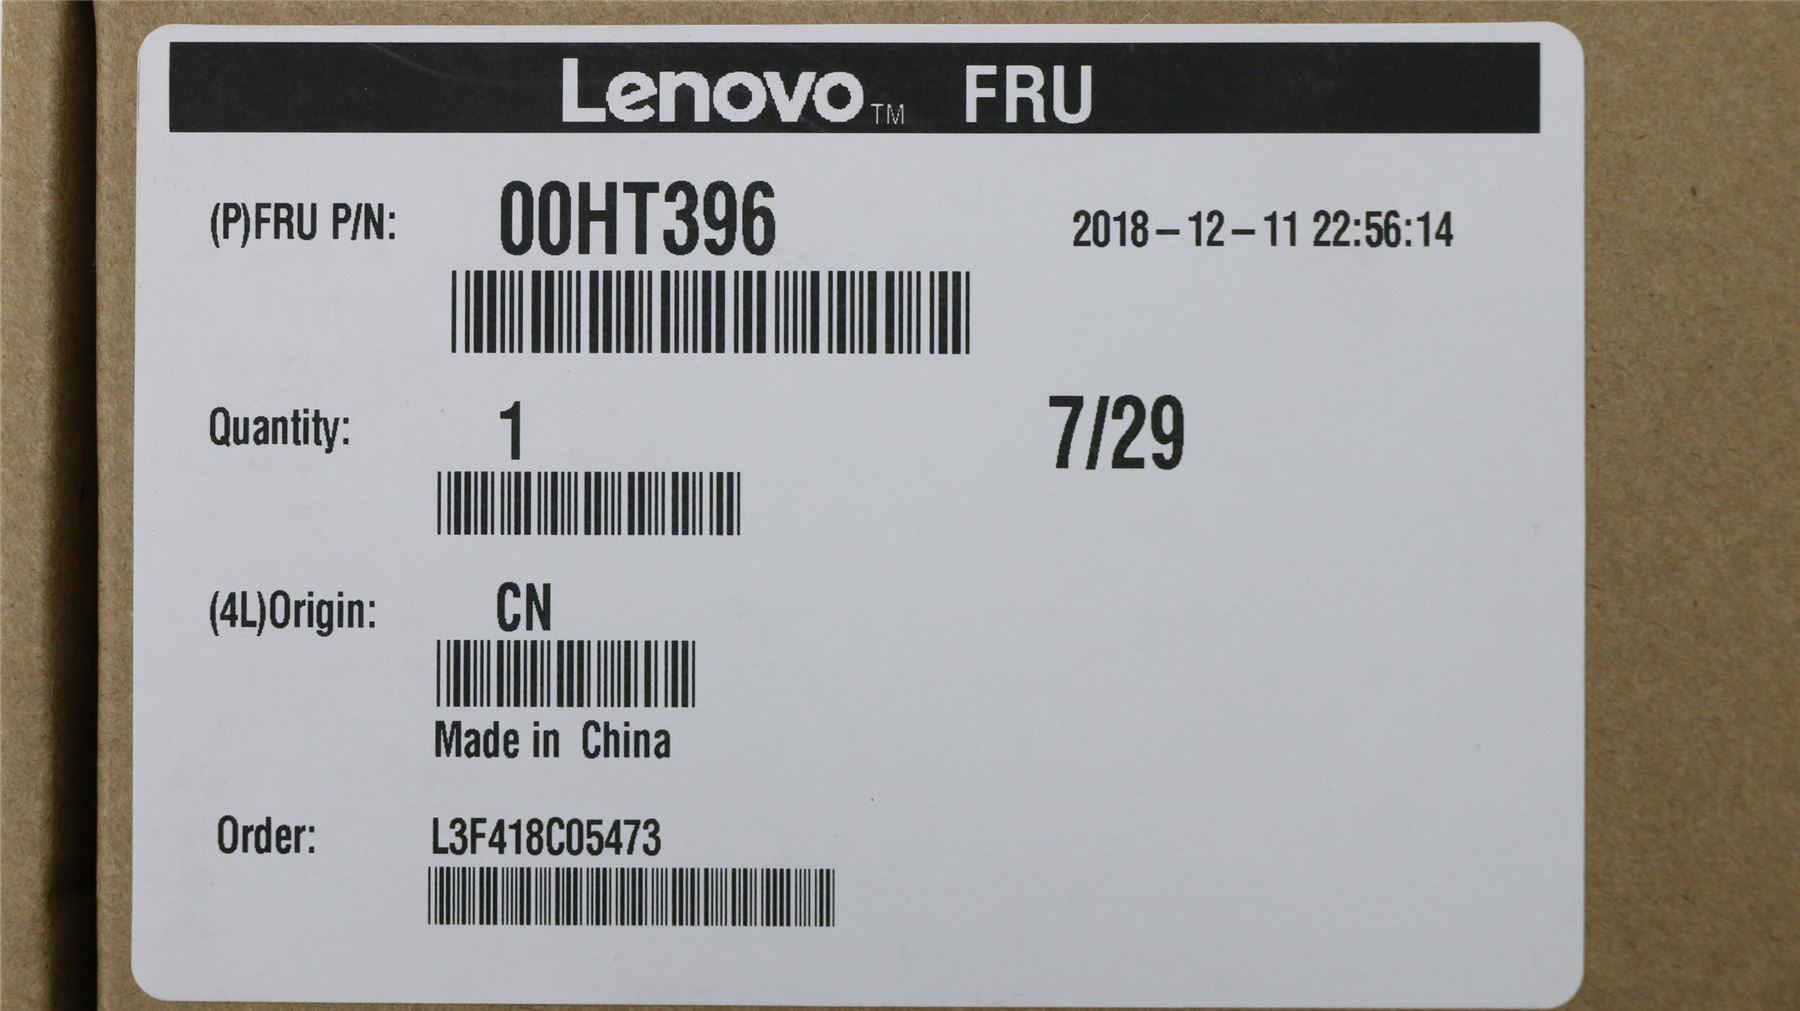 Lenovo™ FRU
(P)FRU P/N: 00HT396 2018-12-11 22:56:14
Quantity: 1 7/29
(4L)Origin: CN
Made in China
Order: L3F418C05473